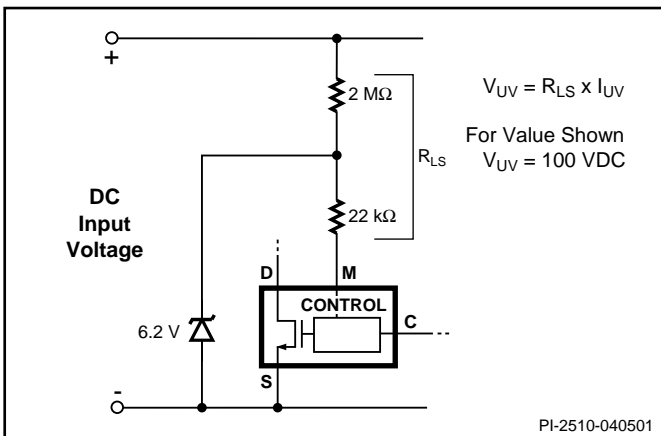 +
2 MΩ
V_UV = R_LS x I_UV
For Value Shown
V_UV = 100 VDC
R_LS
DC
Input
Voltage
22 kΩ
D
M
CONTROL
C
6.2 V
S
-
PI-2510-040501